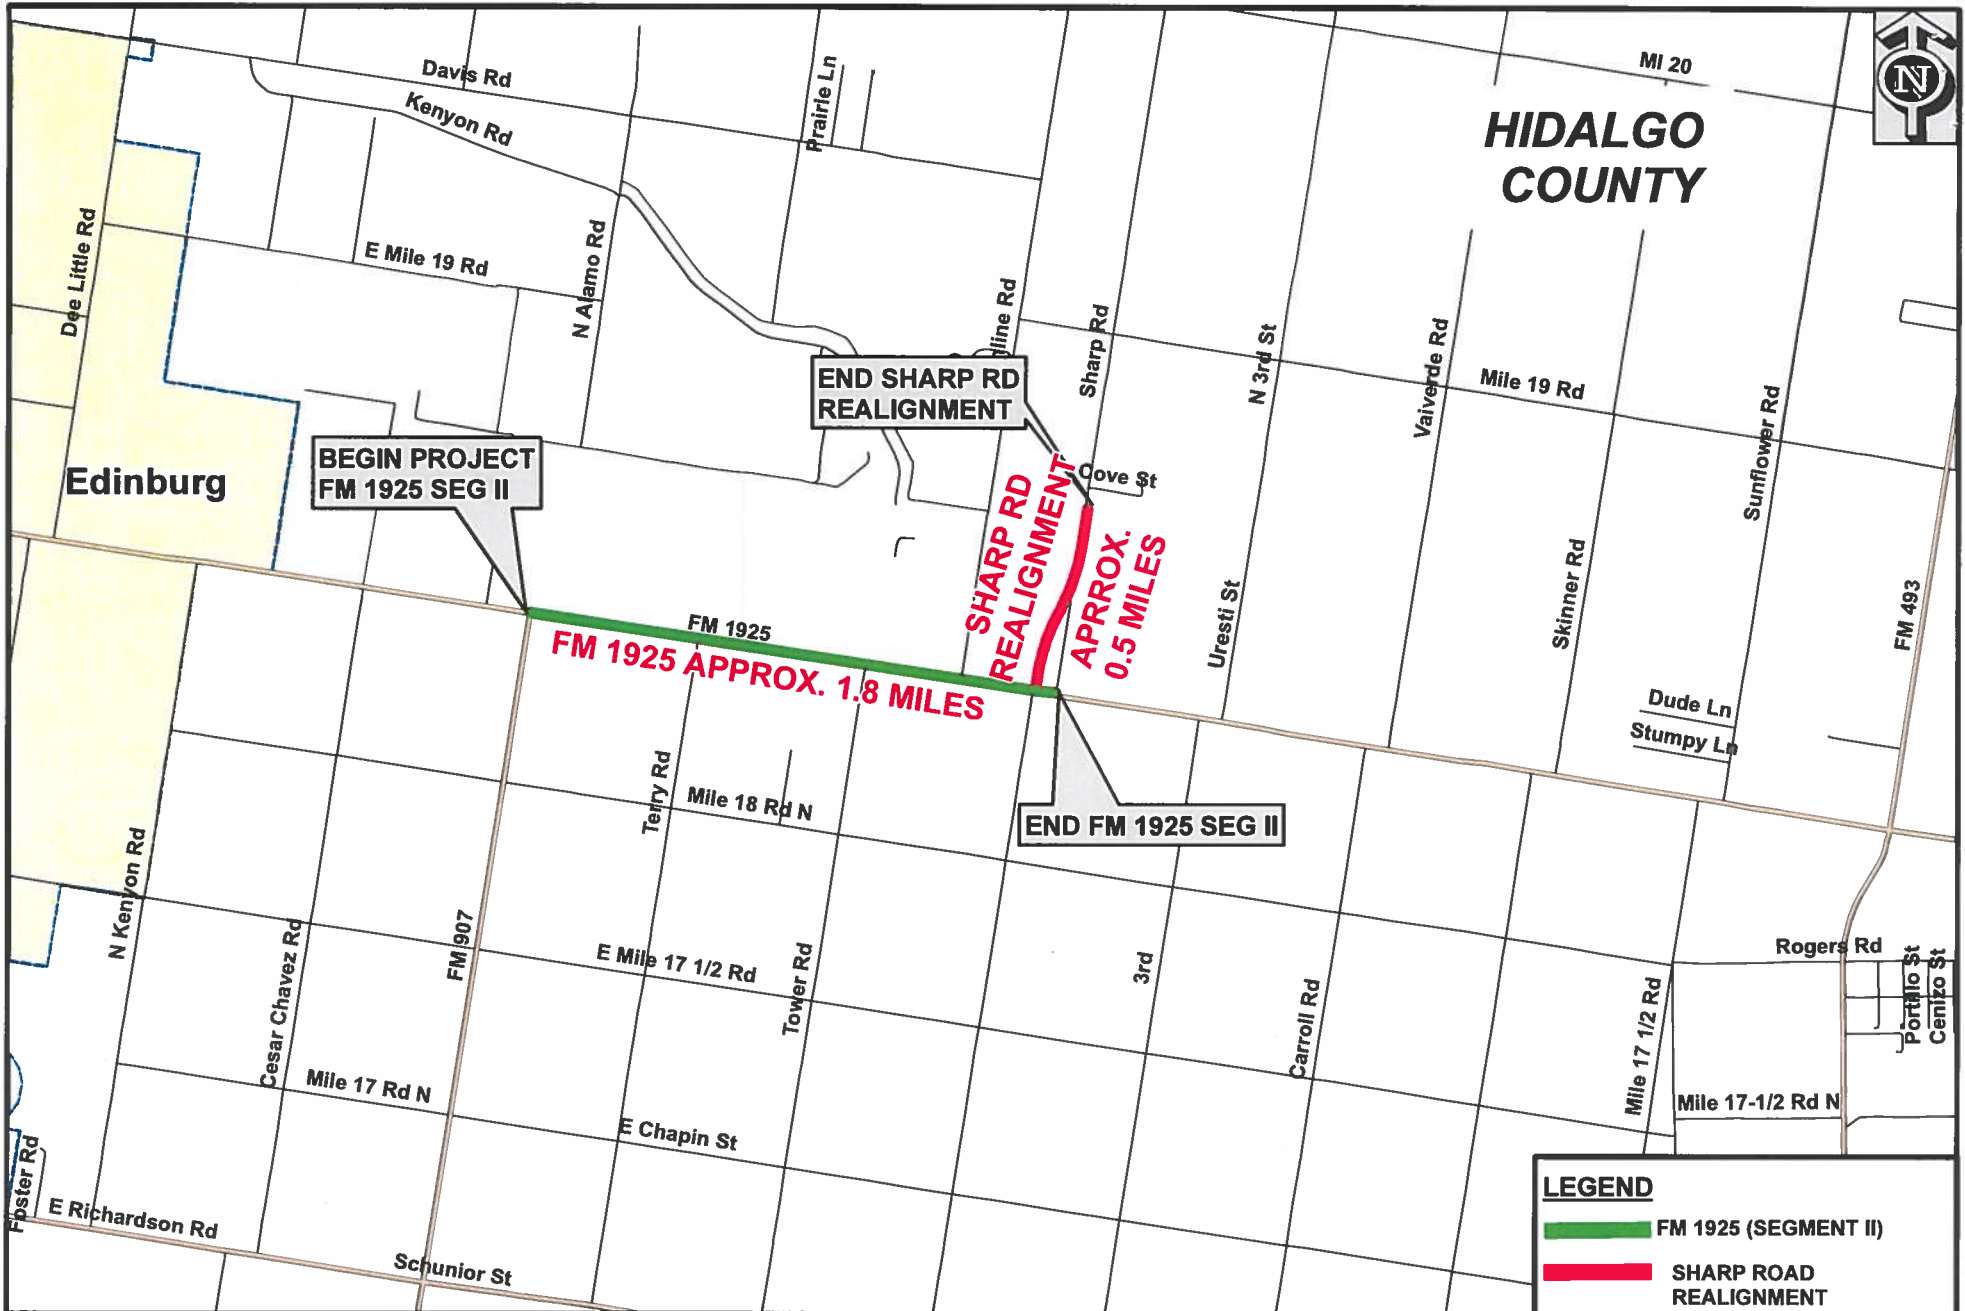 Davis Rd
Kenyon Rd
Prairie Ln
MI 20
N
HIDALGO
COUNTY
Dee Little Rd
E Mile 19 Rd
N Alamo Rd
dline Rd
Sharp Rd
N 3rd St
Valverde Rd
Mile 19 Rd
Sunflower Rd
END SHARP RD
REALIGNMENT
BEGIN PROJECT
FM 1925 SEG II
Edinburg
Cove St
SHARP RD
REALIGNMENT
APRROX.
0.5 MILES
FM 1925
FM 1925 APPROX. 1.8 MILES
Uresti St
Skinner Rd
FM 493
Dude Ln
Stumpy Ln
Terry Rd
Mile 18 Rd N
END FM 1925 SEG II
N Kenyon Rd
Cesar Chavez Rd
FM 907
E Mile 17 1/2 Rd
Tower Rd
3rd
Carroll Rd
Mile 17 1/2 Rd
Rogers Rd
Portillo St
Cenizo St
Mile 17 Rd N
E Chapin St
Mile 17-1/2 Rd N
Foster Rd
E Richardson Rd
Schunior St
LEGEND
FM 1925 (SEGMENT II)
SHARP ROAD
REALIGNMENT